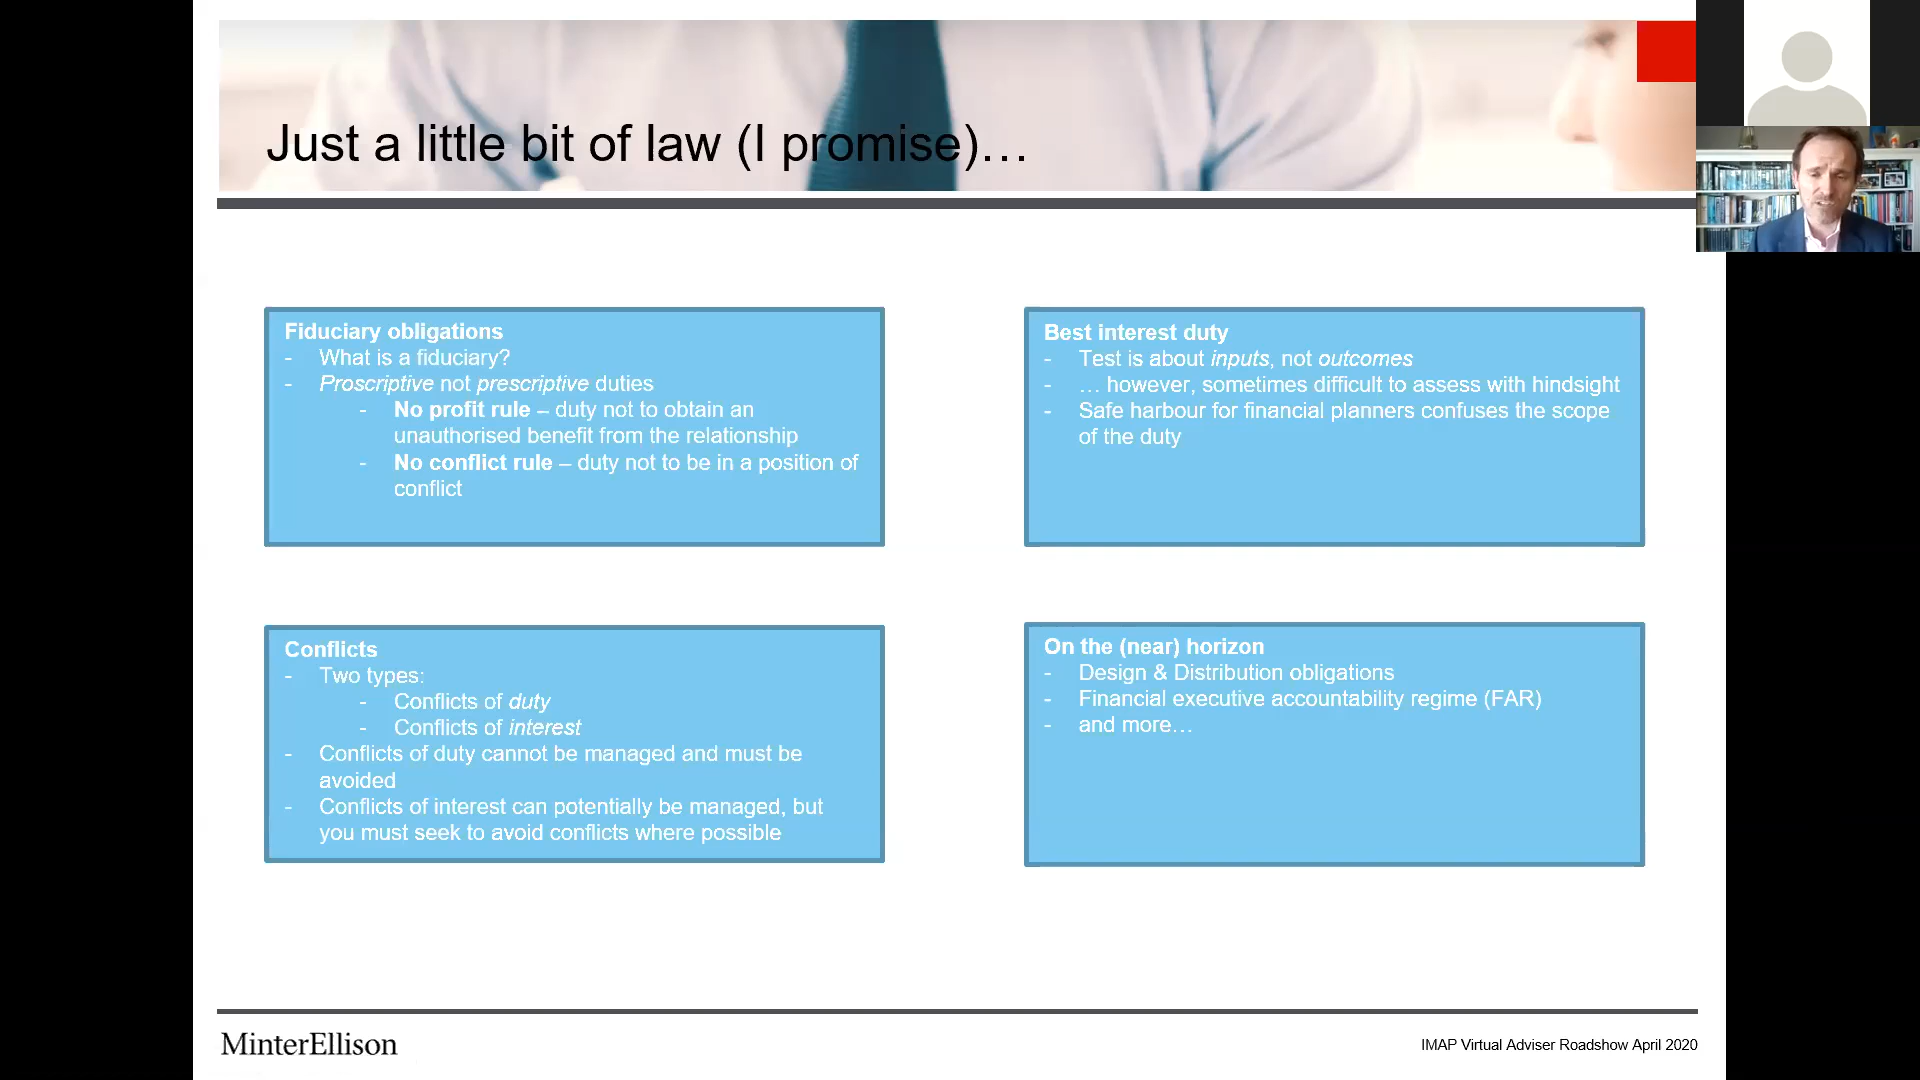 Just a little bit of law (I promise)…
Fiduciary obligations
- What is a fiduciary?
- Proscriptive not prescriptive duties
- No profit rule – duty not to obtain an
unauthorised benefit from the relationship
- No conflict rule – duty not to be in a position of
conflict
Best interest duty
- Test is about inputs, not outcomes
- … however, sometimes difficult to assess with hindsight
- Safe harbour for financial planners confuses the scope
of the duty
Conflicts
- Two types:
- Conflicts of duty
- Conflicts of interest
- Conflicts of duty cannot be managed and must be
avoided
- Conflicts of interest can potentially be managed, but
you must seek to avoid conflicts where possible
On the (near) horizon
- Design & Distribution obligations
- Financial executive accountability regime (FAR)
- and more…
MinterEllison
IMAP Virtual Adviser Roadshow April 2020